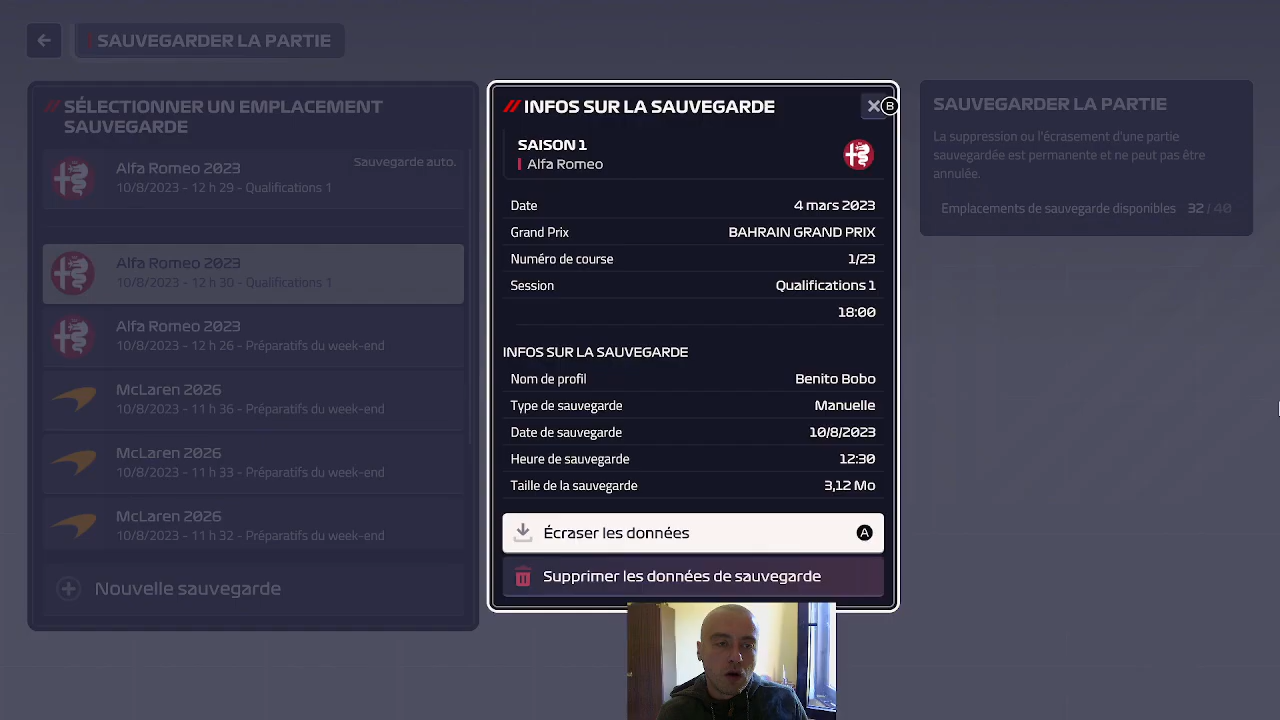 SAUVEGARDER LA PARTIE
SÉLECTIONNER UN EMPLACEMENT
SAUVEGARDE
Alfa Romeo 2023
Sauvegarde auto.
10/8/2023 - 12 h 29 - Qualifications 1
Alfa Romeo 2023
10/8/2023 - 12 h 30 - Qualifications 1
Alfa Romeo 2023
10/8/2023 - 12 h 26 - Préparatifs du week-end
McLaren 2026
10/8/2023 - 11 h 36 - Préparatifs du week-end
McLaren 2026
10/8/2023 - 11 h 33 - Préparatifs du week-end
McLaren 2026
10/8/2023 - 11 h 32 - Préparatifs du week-end
Nouvelle sauvegarde
INFOS SUR LA SAUVEGARDE
B
SAISON 1
Alfa Romeo
Date 4 mars 2023
Grand Prix BAHRAIN GRAND PRIX
Numéro de course 1/23
Session Qualifications 1
18:00
INFOS SUR LA SAUVEGARDE
Nom de profil Benito Bobo
Type de sauvegarde Manuelle
Date de sauvegarde 10/8/2023
Heure de sauvegarde 12:30
Taille de la sauvegarde 3,12 Mo
Écraser les données A
Supprimer les données de sauvegarde
SAUVEGARDER LA PARTIE
La suppression ou l'écrasement d'une partie
sauvegardée est permanente et ne peut pas être
annulée.
Emplacements de sauvegarde disponibles 32 / 40